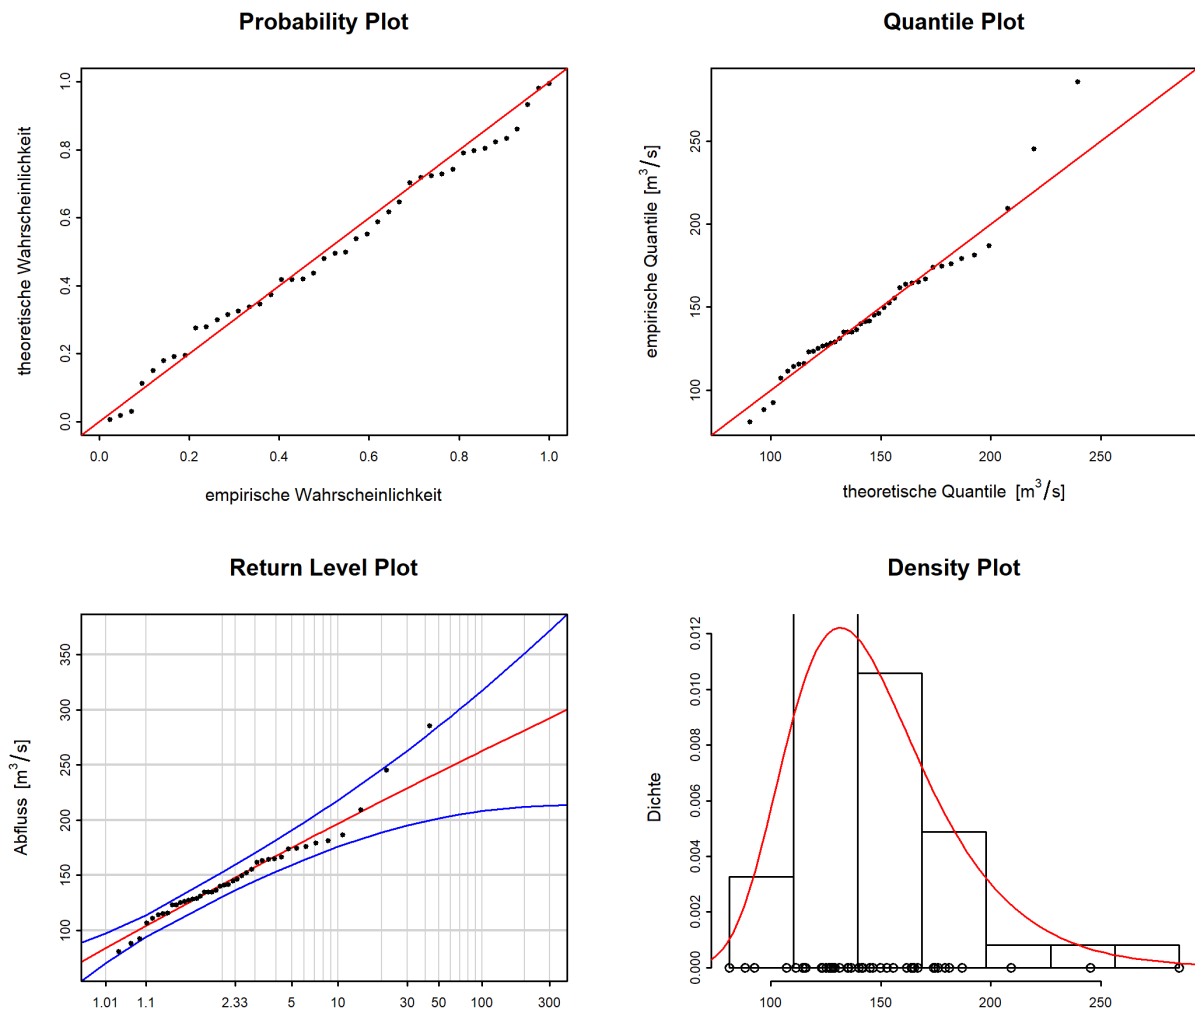 Probability Plot
theoretische Wahrscheinlichkeit
0.0 0.2 0.4 0.6 0.8 1.0
0.0 0.2 0.4 0.6 0.8 1.0
empirische Wahrscheinlichkeit
Quantile Plot
empirische Quantile [m³/s]
100 150 200 250
100 150 200 250
theoretische Quantile [m³/s]
Return Level Plot
Abfluss [m³/s]
100 150 200 250 300 350
1.01 1.1 2.33 5 10 30 50 100 300
Density Plot
Dichte
0.000 0.002 0.004 0.006 0.008 0.010 0.012
100 150 200 250